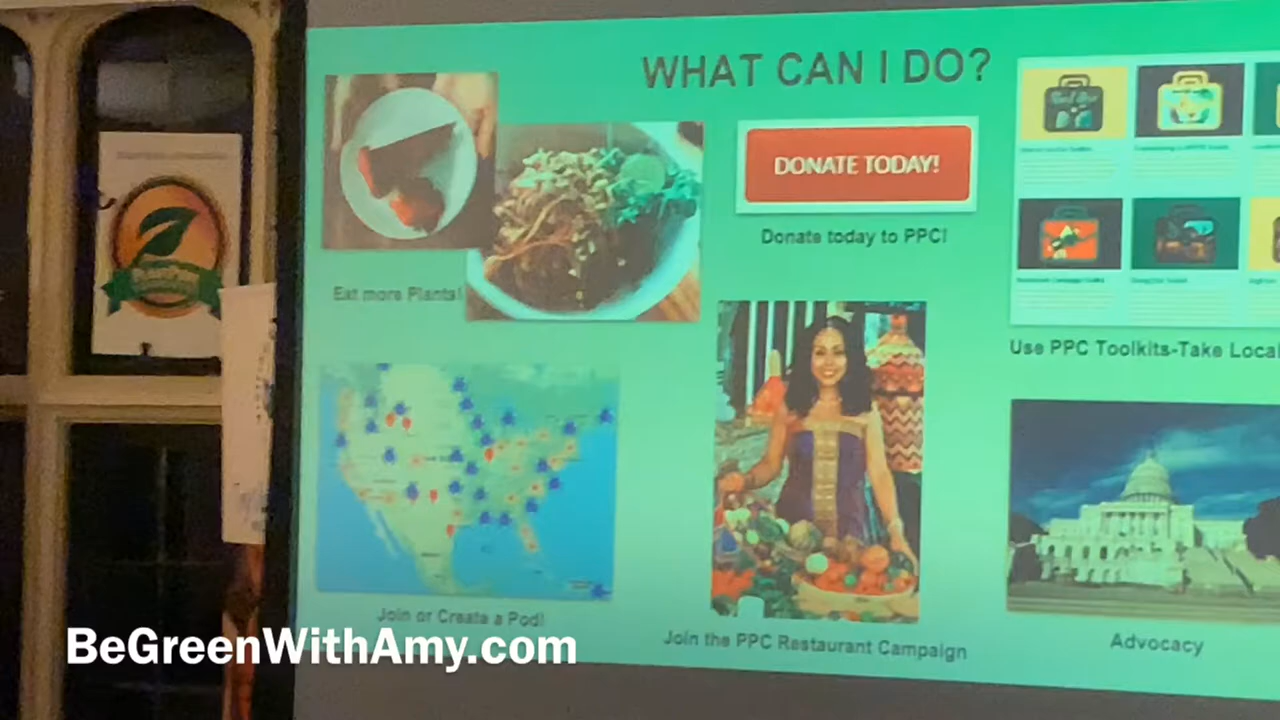 WHAT CAN I DO?
DONATE TODAY!
Donate today to PPC!
Eat more Plants!
Use PPC Toolkits-Take Local
Join or Create a Pod!
Join the PPC Restaurant Campaign
Advocacy
BeGreenWithAmy.com